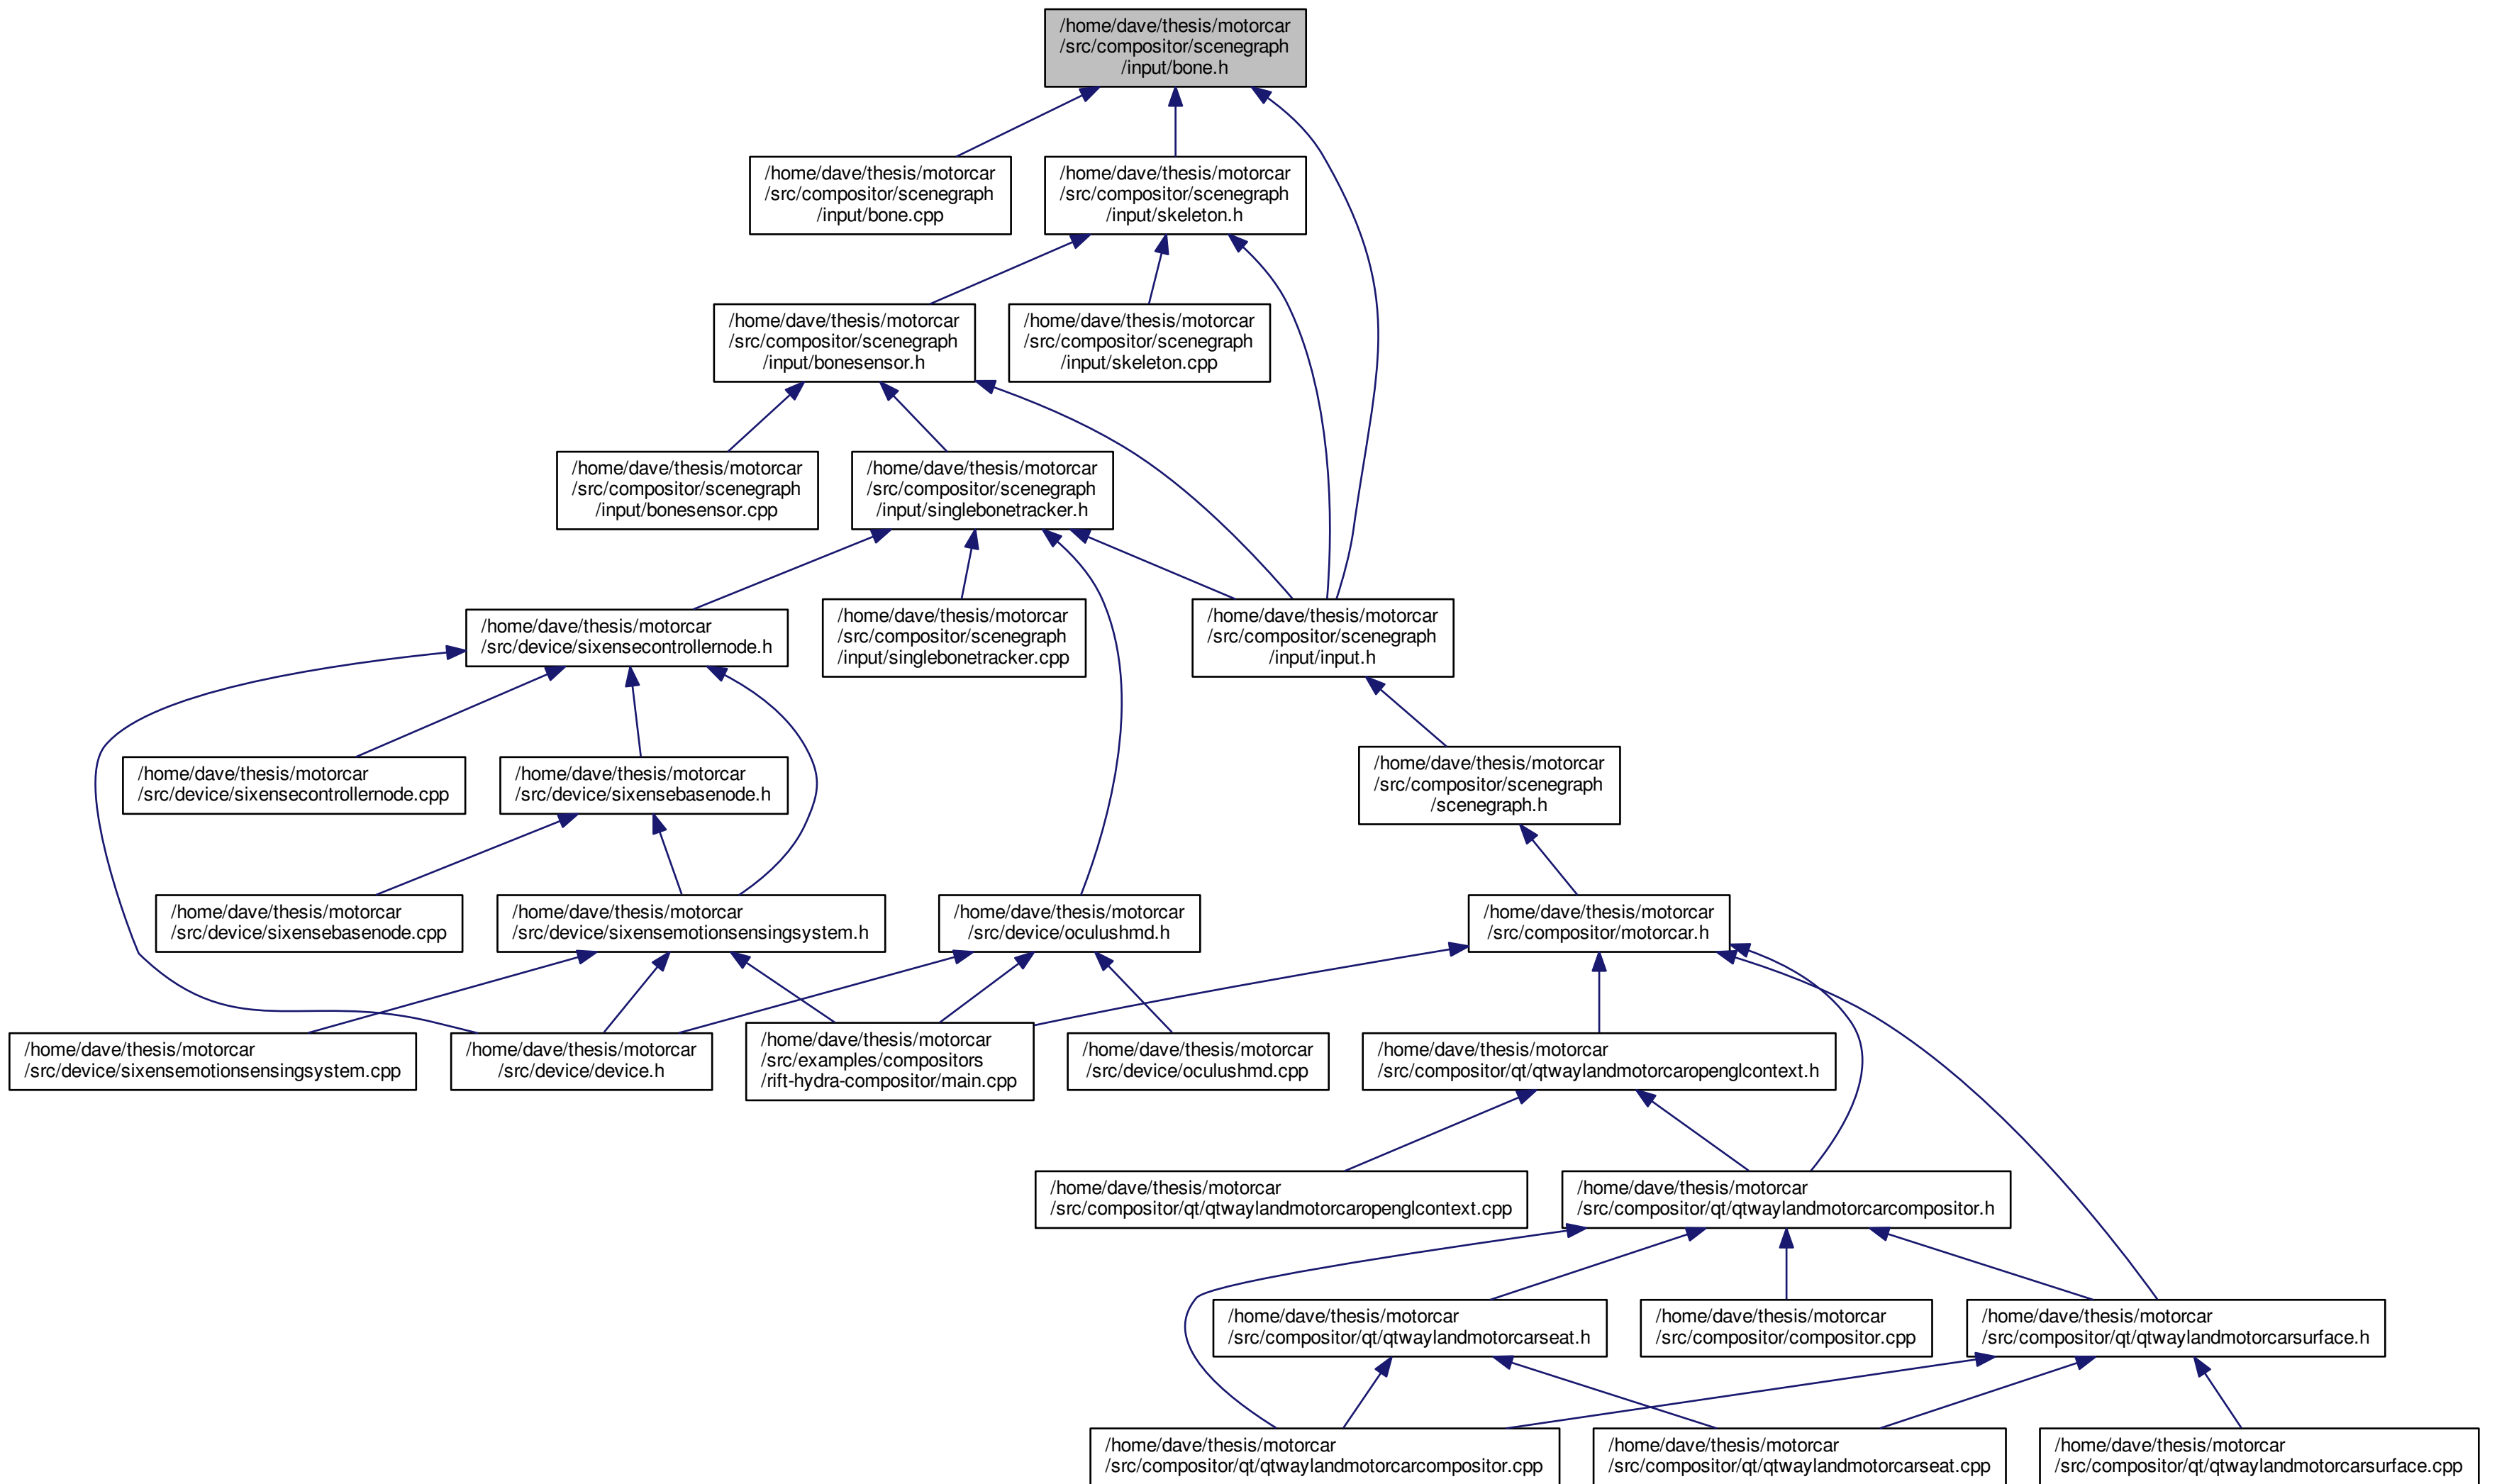 /home/dave/thesis/motorcar
/src/compositor/scenegraph
/input/bone.h
/home/dave/thesis/motorcar
/src/compositor/scenegraph
/input/bone.cpp
/home/dave/thesis/motorcar
/src/compositor/scenegraph
/input/skeleton.h
/home/dave/thesis/motorcar
/src/compositor/scenegraph
/input/bonesensor.h
/home/dave/thesis/motorcar
/src/compositor/scenegraph
/input/skeleton.cpp
/home/dave/thesis/motorcar
/src/compositor/scenegraph
/input/bonesensor.cpp
/home/dave/thesis/motorcar
/src/compositor/scenegraph
/input/singlebonetracker.h
/home/dave/thesis/motorcar
/src/device/sixensecontrollernode.h
/home/dave/thesis/motorcar
/src/compositor/scenegraph
/input/singlebonetracker.cpp
/home/dave/thesis/motorcar
/src/compositor/scenegraph
/input/input.h
/home/dave/thesis/motorcar
/src/device/sixensecontrollernode.cpp
/home/dave/thesis/motorcar
/src/device/sixensebasenode.h
/home/dave/thesis/motorcar
/src/compositor/scenegraph
/scenegraph.h
/home/dave/thesis/motorcar
/src/device/sixensebasenode.cpp
/home/dave/thesis/motorcar
/src/device/sixensemotionsensingsystem.h
/home/dave/thesis/motorcar
/src/device/oculushmd.h
/home/dave/thesis/motorcar
/src/compositor/motorcar.h
/home/dave/thesis/motorcar
/src/device/sixensemotionsensingsystem.cpp
/home/dave/thesis/motorcar
/src/device/device.h
/home/dave/thesis/motorcar
/src/examples/compositors
/rift-hydra-compositor/main.cpp
/home/dave/thesis/motorcar
/src/device/oculushmd.cpp
/home/dave/thesis/motorcar
/src/compositor/qt/qtwaylandmotorcaropenglcontext.h
/home/dave/thesis/motorcar
/src/compositor/qt/qtwaylandmotorcaropenglcontext.cpp
/home/dave/thesis/motorcar
/src/compositor/qt/qtwaylandmotorcarcompositor.h
/home/dave/thesis/motorcar
/src/compositor/qt/qtwaylandmotorcarseat.h
/home/dave/thesis/motorcar
/src/compositor/compositor.cpp
/home/dave/thesis/motorcar
/src/compositor/qt/qtwaylandmotorcarsurface.h
/home/dave/thesis/motorcar
/src/compositor/qt/qtwaylandmotorcarcompositor.cpp
/home/dave/thesis/motorcar
/src/compositor/qt/qtwaylandmotorcarseat.cpp
/home/dave/thesis/motorcar
/src/compositor/qt/qtwaylandmotorcarsurface.cpp